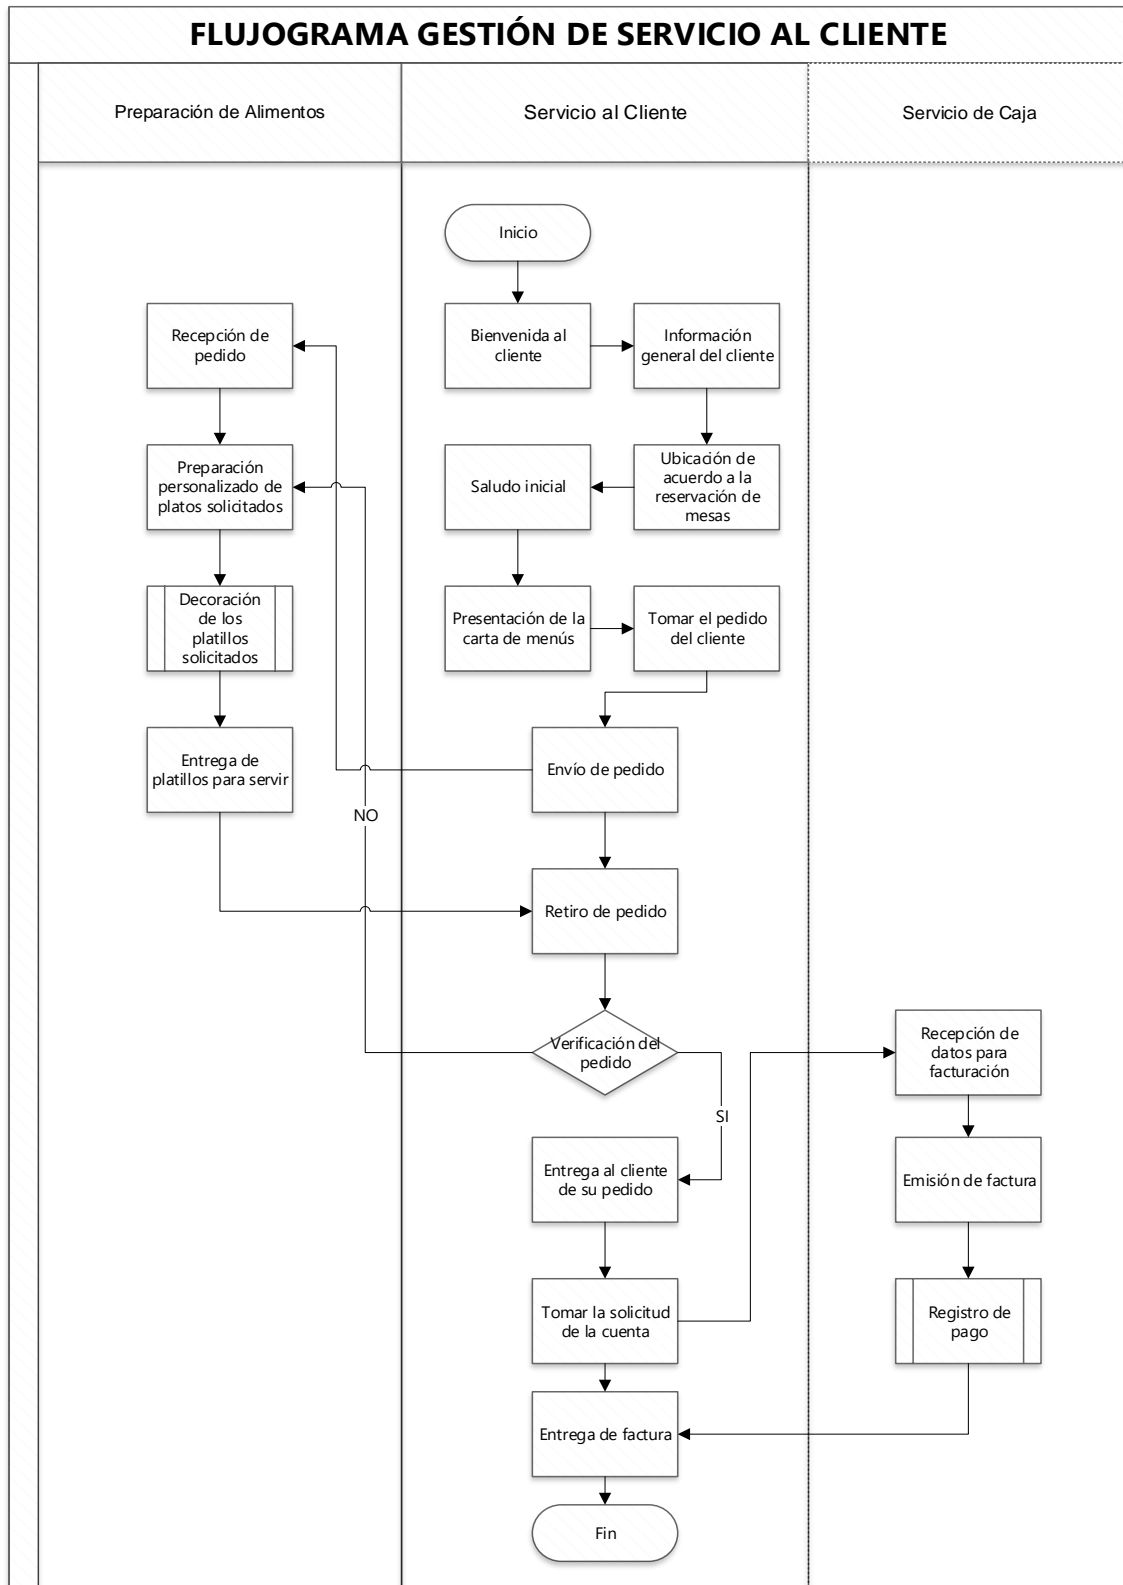 FLUJOGRAMA GESTIÓN DE SERVICIO AL CLIENTE
Preparación de Alimentos
Servicio al Cliente
Servicio de Caja
Inicio
Recepción de
pedido
Bienvenida al
cliente
Información
general del cliente
Preparación
personalizado de
platos solicitados
Saludo inicial
Ubicación de
acuerdo a la
reservación de
mesas
Decoración
de los
platillos
solicitados
Presentación de la
carta de menús
Tomar el pedido
del cliente
Entrega de
platillos para servir
Envío de pedido
NO
Retiro de pedido
Verificación del
pedido
Recepción de
datos para
facturación
SI
Entrega al cliente
de su pedido
Emisión de factura
Tomar la solicitud
de la cuenta
Registro de
pago
Entrega de factura
Fin